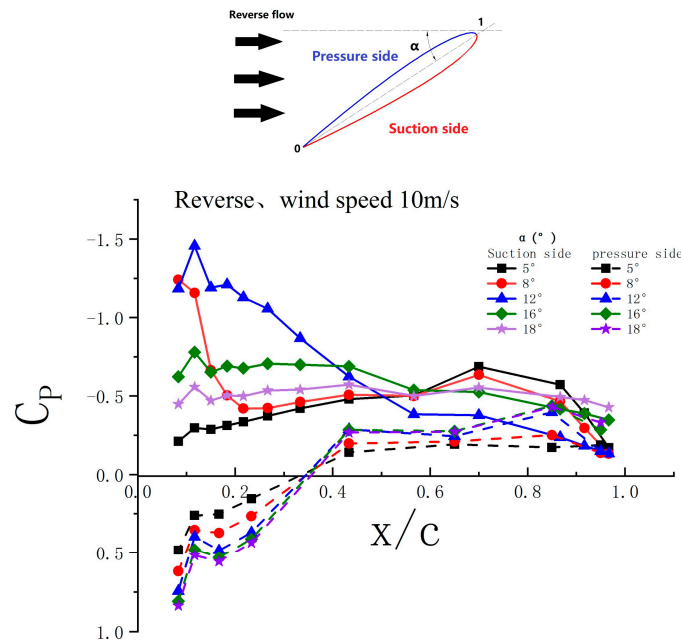 Reverse flow
1
α
Pressure side
Suction side
0
Reverse、wind speed 10m/s
α (°)
Suction side pressure side
5° 5°
8° 8°
12° 12°
16° 16°
18° 18°
-1.5
-1.0
-0.5
0.0
0.5
1.0
CP
0.0 0.2 0.4 0.6 0.8 1.0
X/C